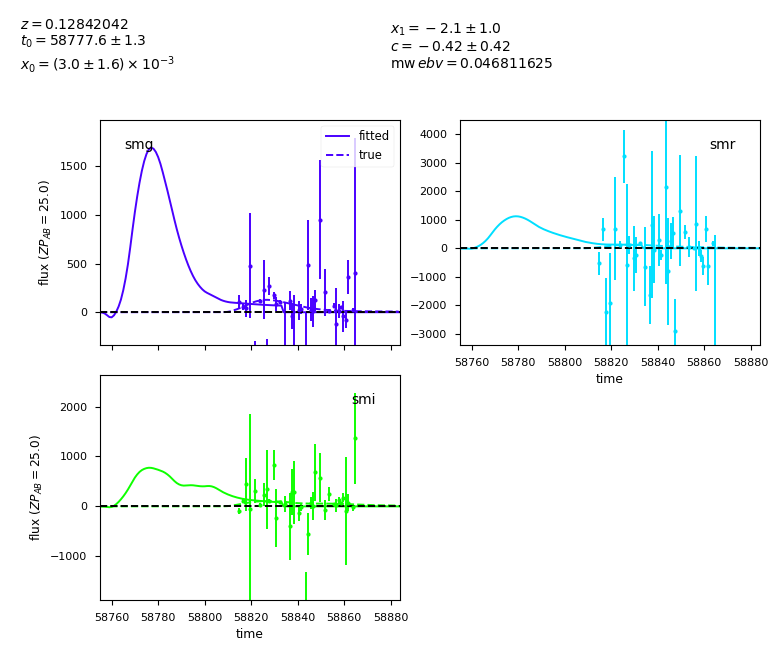 z = 0.12842042
t₀ = 58777.6 ± 1.3
x₀ = (3.0 ± 1.6) × 10⁻³
x₁ = −2.1 ± 1.0
c = −0.42 ± 0.42
mw ebv = 0.046811625
smg
fitted
true
flux (ZP_AB = 25.0)
1500
1000
500
0
smr
4000
3000
2000
1000
0
−1000
−2000
−3000
58760 58780 58800 58820 58840 58860 58880
time
smi
flux (ZP_AB = 25.0)
2000
1000
0
−1000
58760 58780 58800 58820 58840 58860 58880
time